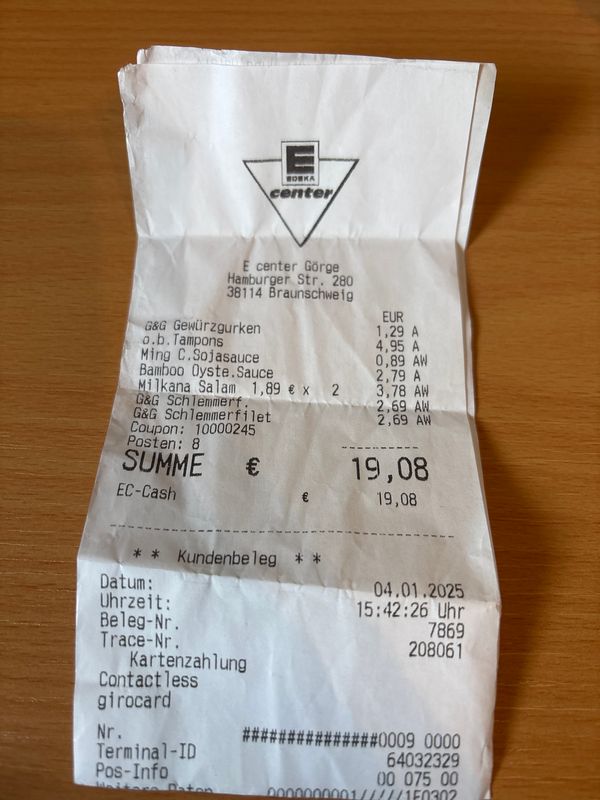 E
EDEKA
center
E center Görge
Hamburger Str. 280
38114 Braunschweig
EUR
G&G Gewürzgurken 1,29 A
o.b.Tampons 4,95 A
Ming C.Sojasauce 0,89 AW
Bamboo Oyste.Sauce 2,79 A
Milkana Salam 1,89 € x 2 3,78 AW
G&G Schlemmerf. 2,69 AW
G&G Schlemmerfilet 2,69 AW
Coupon: 10000245
Posten: 8
SUMME € 19,08
EC-Cash € 19,08
** Kundenbeleg **
Datum: 04.01.2025
Uhrzeit: 15:42:26 Uhr
Beleg-Nr. 7869
Trace-Nr. 208061
Kartenzahlung
Contactless
girocard
Nr. ###############0009 0000
Terminal-ID 64032329
Pos-Info 00 075 00
Weitere Daten 0000000001/////1F0302